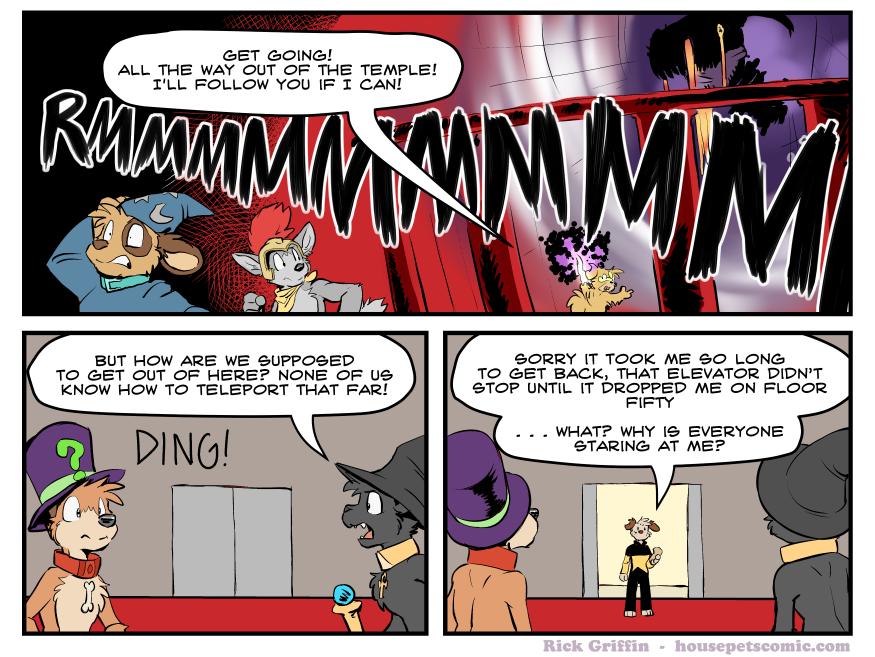 GET GOING!
ALL THE WAY OUT OF THE TEMPLE!
I'LL FOLLOW YOU IF I CAN!
RMMMMMMMMM
BUT HOW ARE WE SUPPOSED
TO GET OUT OF HERE? NONE OF US
KNOW HOW TO TELEPORT THAT FAR!
?
DING!
SORRY IT TOOK ME SO LONG
TO GET BACK, THAT ELEVATOR DIDN'T
STOP UNTIL IT DROPPED ME ON FLOOR
FIFTY
. . . WHAT? WHY IS EVERYONE
STARING AT ME?
Rick Griffin - housepetscomic.com